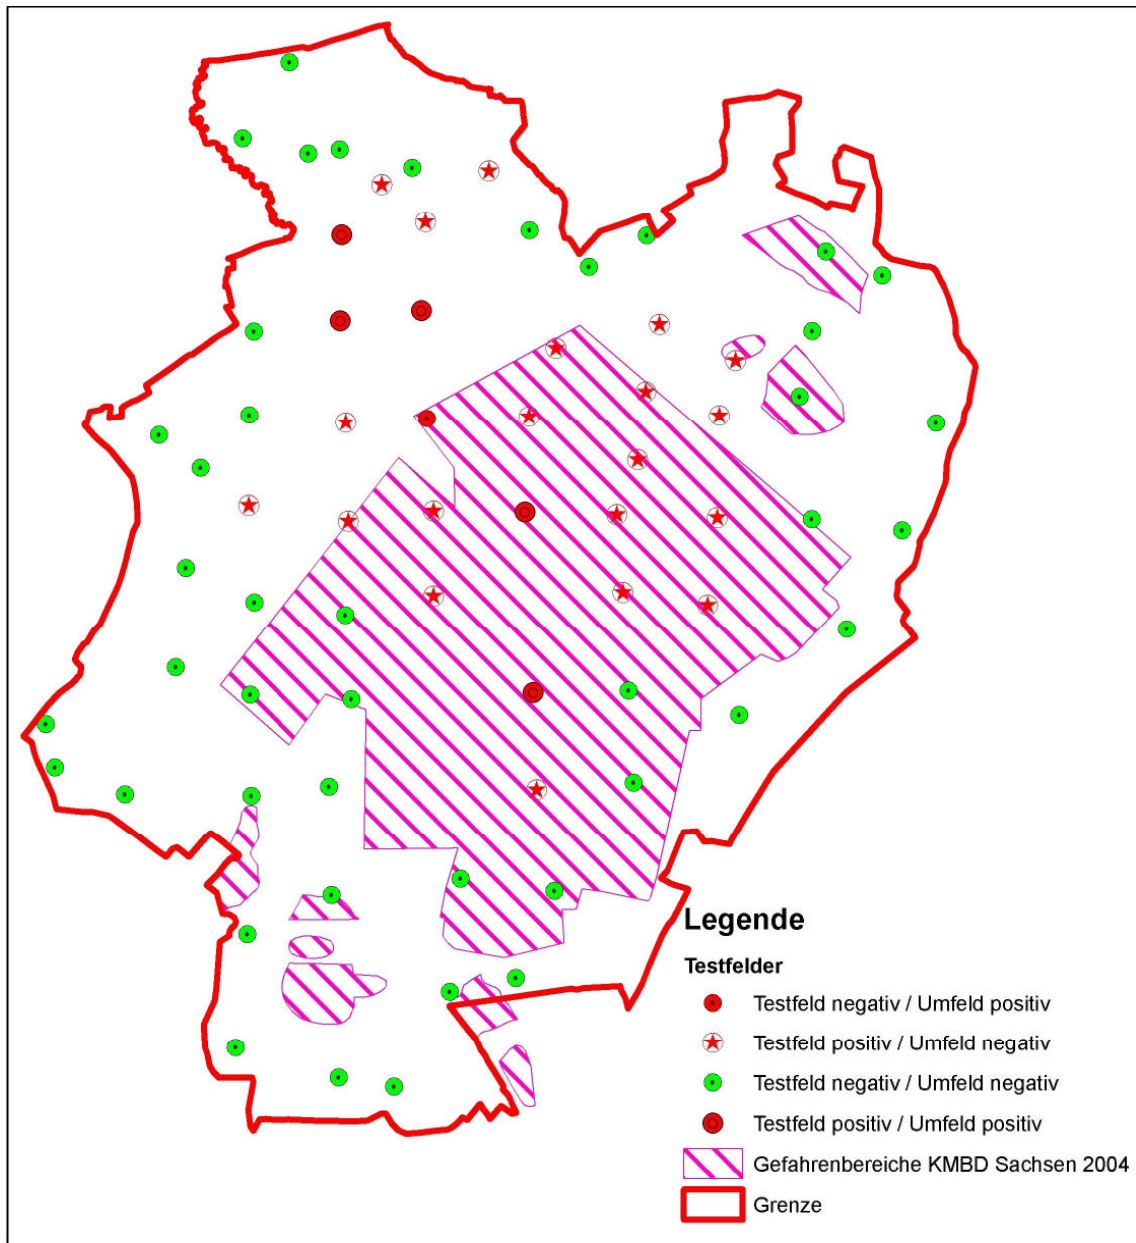 Legende
Testfelder
Testfeld negativ / Umfeld positiv
Testfeld positiv / Umfeld negativ
Testfeld negativ / Umfeld negativ
Testfeld positiv / Umfeld positiv
Gefahrenbereiche KMBD Sachsen 2004
Grenze